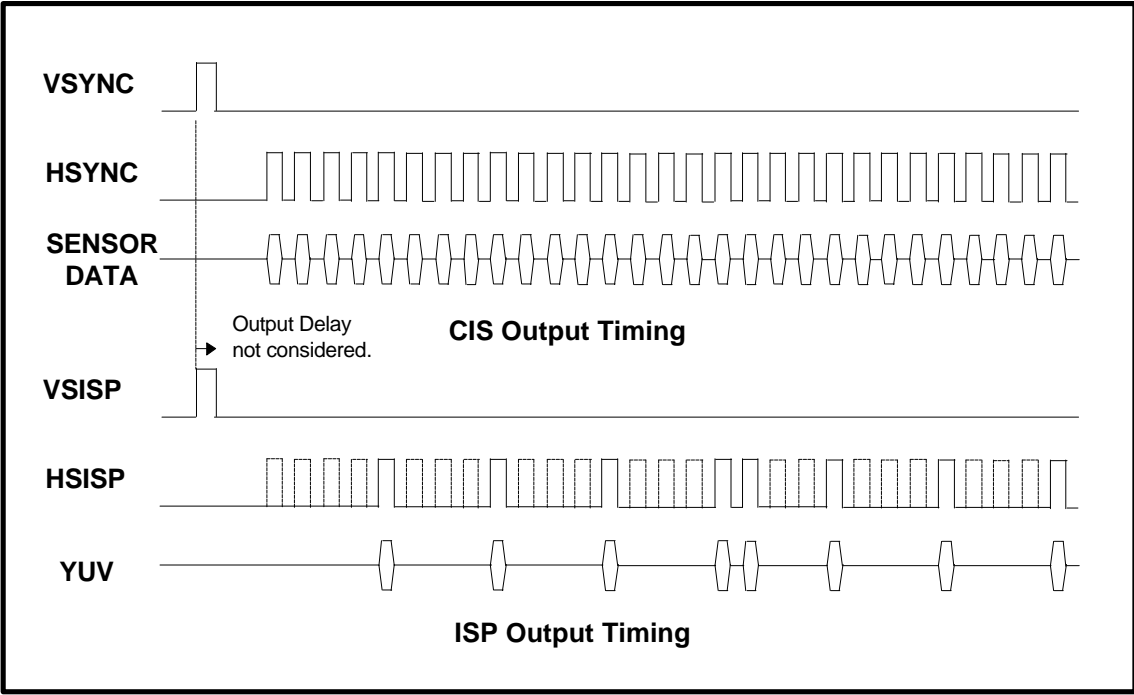 VSYNC
HSYNC
SENSOR
DATA
Output Delay
not considered.
CIS Output Timing
VSISP
HSISP
YUV
ISP Output Timing